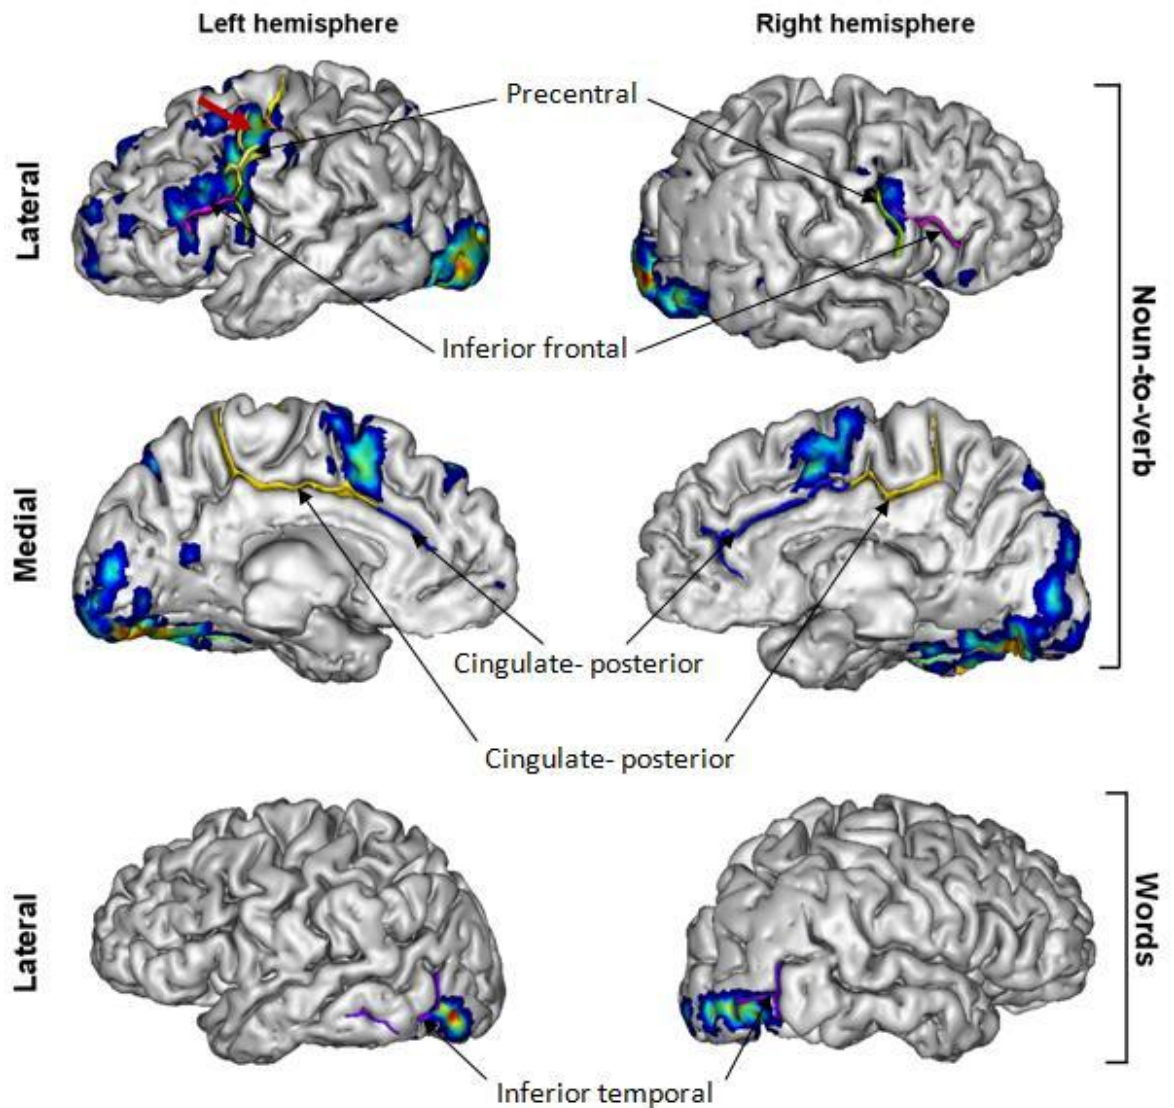 Left hemisphere
Right hemisphere
Precentral
Lateral
Inferior frontal
Noun-to-verb
Medial
Cingulate- posterior
Cingulate- posterior
Lateral
Words
Inferior temporal